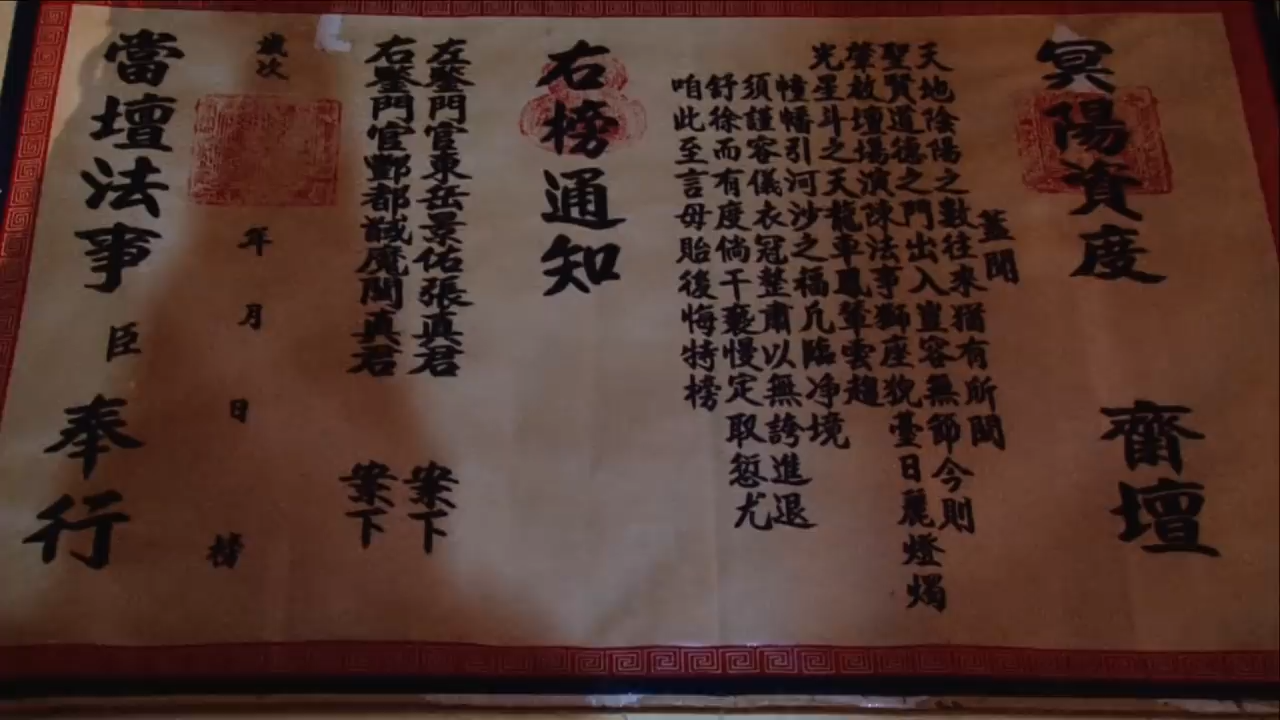 冥陽資度 齋壇
蓋聞
天地陰陽之數往來猶有所聞
聖賢道德之門出入豈容無節今則
肇啟壇場演陳法事獅座貌臺日麗燈燭
光星斗之天龍車鳳輦雲趨
幢幡引河沙之福凡臨净境
須謹容儀衣冠整肅以無誇進退
舒徐而有度倘干褻慢定取愆尤
咱此至言母貽後悔特榜
右榜通知
左鑒門官東岳景佑張真君 案下
右鑒門官酆都馘魔関真君 案下
歲次 年 月 日 榜
當壇法事 臣 奉行